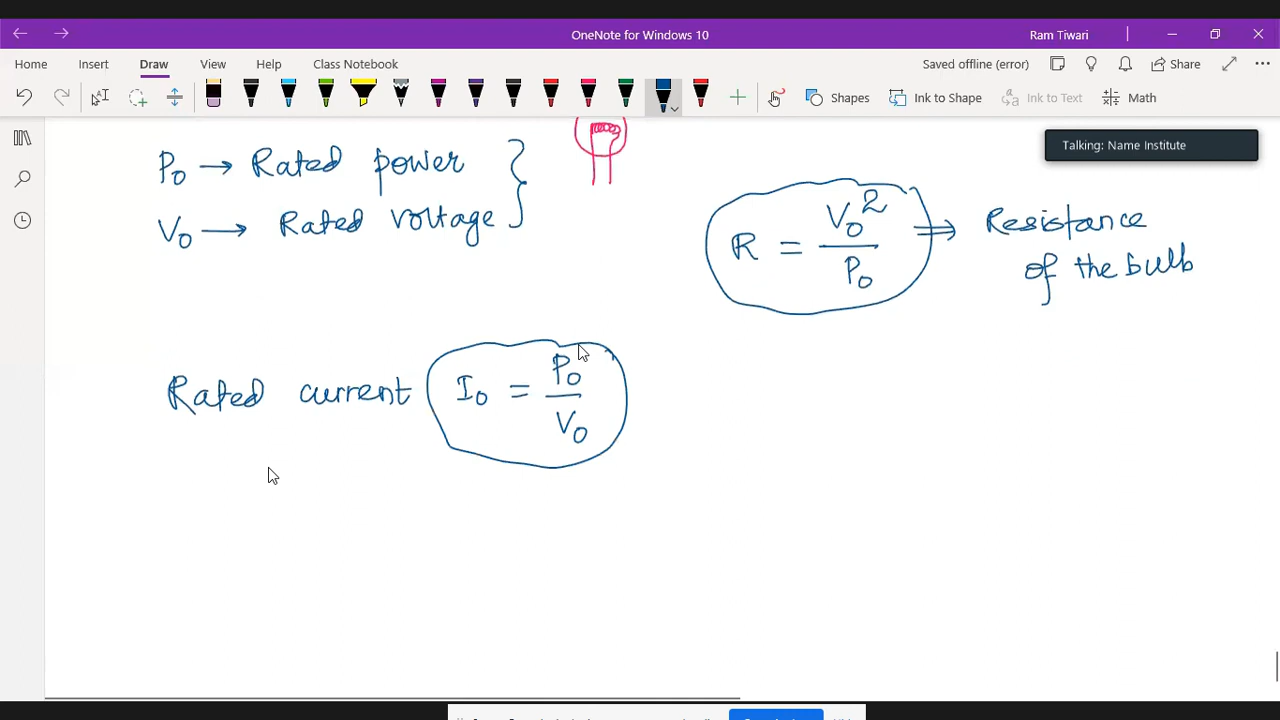 OneNote for Windows 10
Ram Tiwari
Home Insert Draw View Help Class Notebook
Saved offline (error) Share
Shapes Ink to Shape Ink to Text Math
Talking: Name Institute
P₀ → Rated power
V₀ → Rated voltage
R = V₀²/P₀ ⇒ Resistance
of the bulb
Rated current I₀ = P₀/V₀